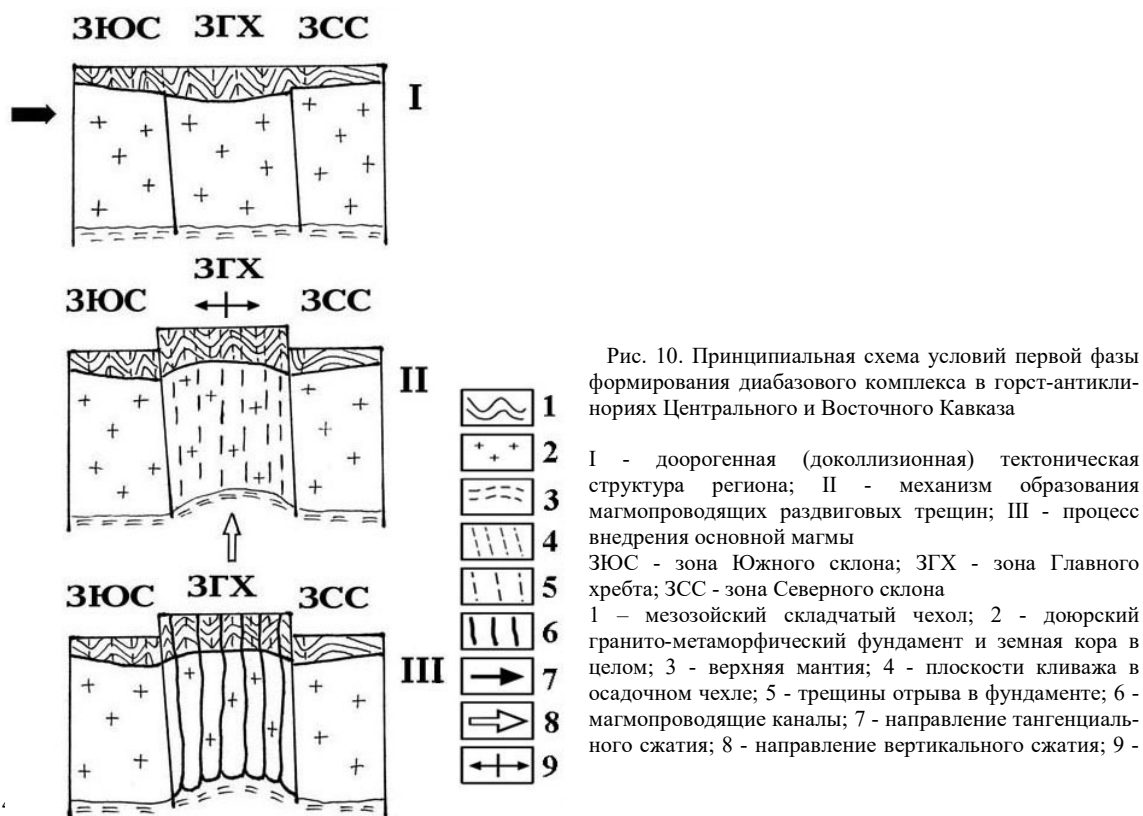 ЗЮС ЗГХ ЗСС
I
ЗГХ
ЗЮС ЗСС
II
ЗГХ
ЗЮС ЗСС
III
1
2
3
4
5
6
7
8
9
Рис. 10. Принципиальная схема условий первой фазы
формирования диабазового комплекса в горст-антикли-
нориях Центрального и Восточного Кавказа
I - доорогенная (доколлизионная) тектоническая
структура региона; II - механизм образования
магмопроводящих раздвиговых трещин; III - процесс
внедрения основной магмы
ЗЮС - зона Южного склона; ЗГХ - зона Главного
хребта; ЗСС - зона Северного склона
1 – мезозойский складчатый чехол; 2 - доюрский
гранито-метаморфический фундамент и земная кора в
целом; 3 - верхняя мантия; 4 - плоскости кливажа в
осадочном чехле; 5 - трещины отрыва в фундаменте; 6 -
магмопроводящие каналы; 7 - направление тангенциаль-
ного сжатия; 8 - направление вертикального сжатия; 9 -